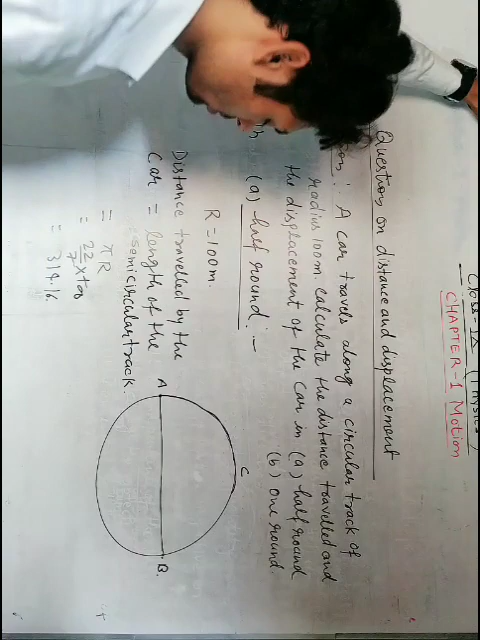 (Physics)
CHAPTER-1 Motion
Question on distance and displacement
A car travels along a circular track of
radius 100m. calculate the distance travelled and
the displacement of the car in (a) half round
(b) one round.
(a) half round :-
R = 100m.
Distance travelled by the
Car = length of the
semicircular track.
= πR
= 22/7 × 100
= 314.16
A
B.
C